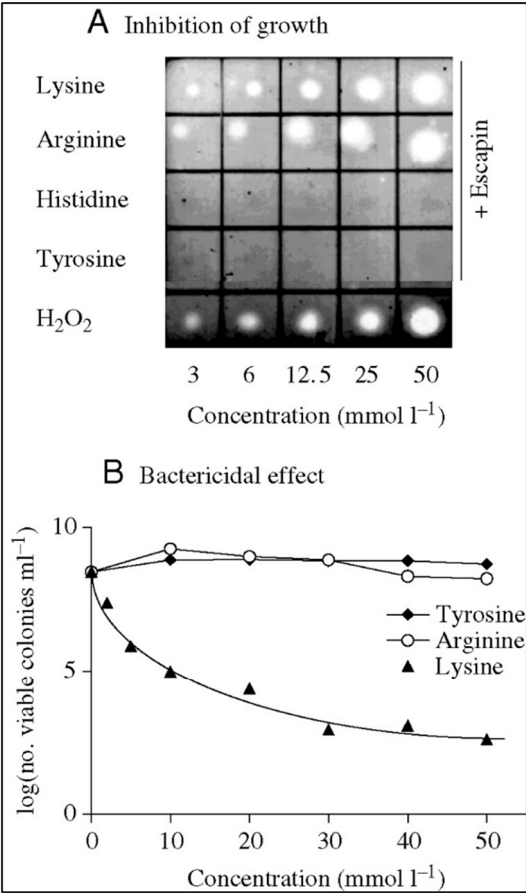 A Inhibition of growth
Lysine
Arginine
Histidine
Tyrosine
H₂O₂
+ Escapin
3 6 12.5 25 50
Concentration (mmol l⁻¹)
B Bactericidal effect
log(no. viable colonies ml⁻¹)
10
5
0
Tyrosine
Arginine
Lysine
0 10 20 30 40 50
Concentration (mmol l⁻¹)